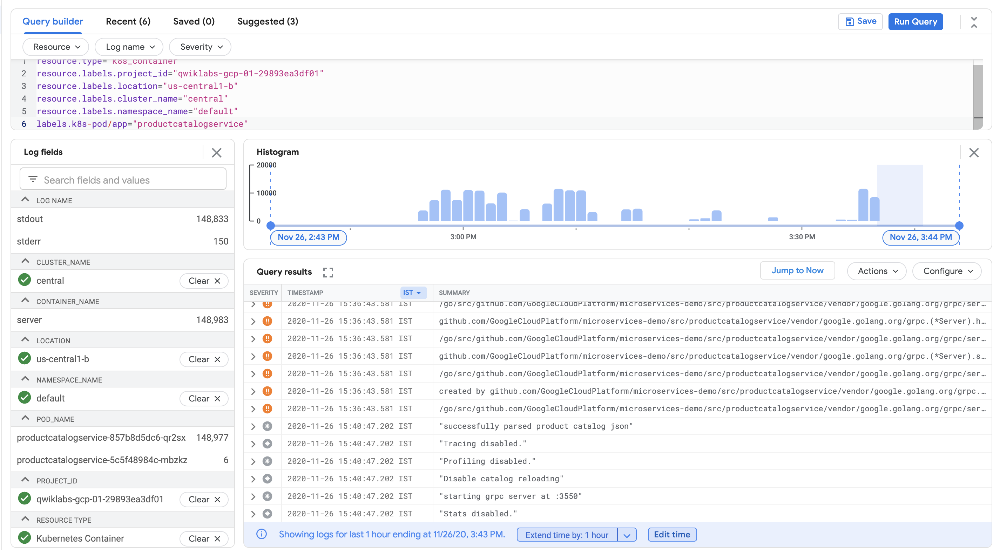 Query builder Recent (6) Saved (0) Suggested (3) Save Run Query
Resource Log name Severity
1 resource.type="k8s_container"
2 resource.labels.project_id="qwiklabs-gcp-01-29893ea3df01"
3 resource.labels.location="us-central1-b"
4 resource.labels.cluster_name="central"
5 resource.labels.namespace_name="default"
6 labels.k8s-pod/app="productcatalogservice"
Log fields
Search fields and values
LOG NAME
stdout 148,833
stderr 150
CLUSTER_NAME
central Clear
CONTAINER_NAME
server 148,983
LOCATION
us-central1-b Clear
NAMESPACE_NAME
default Clear
POD_NAME
productcatalogservice-857b8d5dc6-qr2sx 148,977
productcatalogservice-5c5f48984c-mbzkz 6
PROJECT_ID
qwiklabs-gcp-01-29893ea3df01 Clear
RESOURCE TYPE
Kubernetes Container Clear
Histogram
20000
10000
0
Nov 26, 2:43 PM 3:00 PM 3:30 PM Nov 26, 3:44 PM
Query results Jump to Now Actions Configure
SEVERITY TIMESTAMP IST SUMMARY
2020-11-26 15:36:43.581 IST /go/src/github.com/GoogleCloudPlatform/microservices-demo/src/productcatalogservice/vendor/google.golang.org/grpc/ser…
2020-11-26 15:36:43.581 IST github.com/GoogleCloudPlatform/microservices-demo/src/productcatalogservice/vendor/google.golang.org/grpc.(*Server).h…
2020-11-26 15:36:43.581 IST /go/src/github.com/GoogleCloudPlatform/microservices-demo/src/productcatalogservice/vendor/google.golang.org/grpc/ser…
2020-11-26 15:36:43.581 IST github.com/GoogleCloudPlatform/microservices-demo/src/productcatalogservice/vendor/google.golang.org/grpc.(*Server).s…
2020-11-26 15:36:43.581 IST /go/src/github.com/GoogleCloudPlatform/microservices-demo/src/productcatalogservice/vendor/google.golang.org/grpc/ser…
2020-11-26 15:36:43.581 IST created by github.com/GoogleCloudPlatform/microservices-demo/src/productcatalogservice/vendor/google.golang.org/grpc.…
2020-11-26 15:36:43.581 IST /go/src/github.com/GoogleCloudPlatform/microservices-demo/src/productcatalogservice/vendor/google.golang.org/grpc/ser…
2020-11-26 15:40:47.202 IST "successfully parsed product catalog json"
2020-11-26 15:40:47.202 IST "Tracing disabled."
2020-11-26 15:40:47.202 IST "Profiling disabled."
2020-11-26 15:40:47.202 IST "Disable catalog reloading"
2020-11-26 15:40:47.202 IST "starting grpc server at :3550"
2020-11-26 15:40:47.202 IST "Stats disabled."
Showing logs for last 1 hour ending at 11/26/20, 3:43 PM. Extend time by: 1 hour Edit time